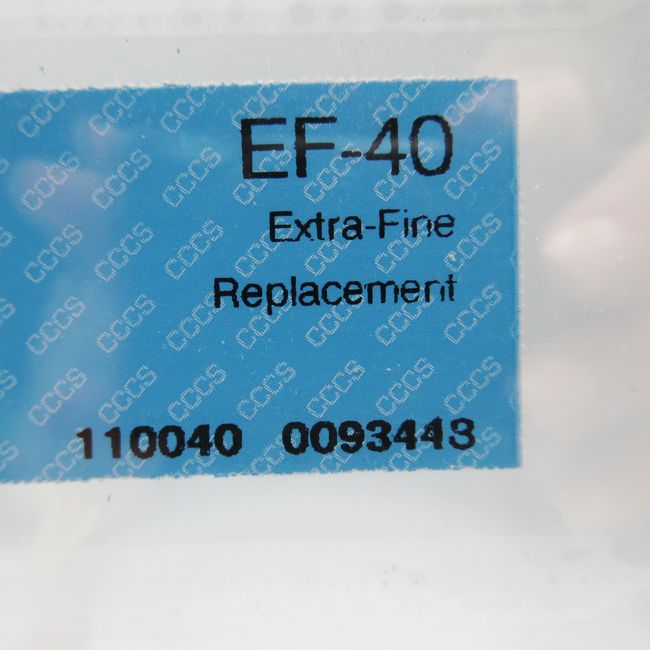 EF-40
Extra-Fine
Replacement
110040 0093443